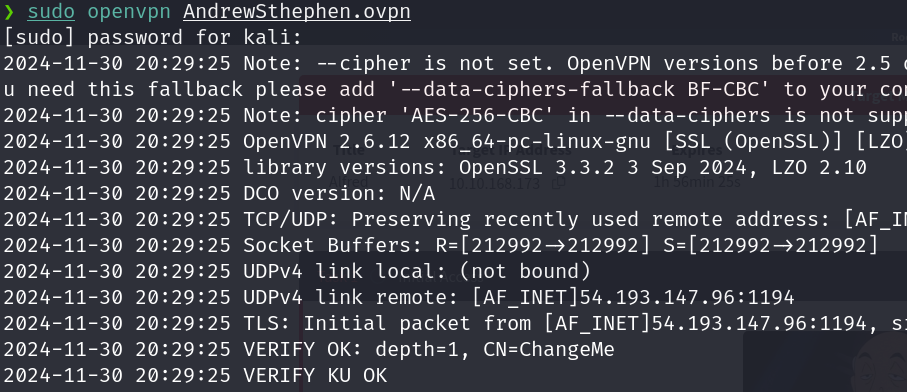 ❯ sudo openvpn AndrewSthephen.ovpn
[sudo] password for kali:
2024-11-30 20:29:25 Note: --cipher is not set. OpenVPN versions before 2.5
u need this fallback please add '--data-ciphers-fallback BF-CBC' to your
2024-11-30 20:29:25 Note: cipher 'AES-256-CBC' in --data-ciphers is not
2024-11-30 20:29:25 OpenVPN 2.6.12 x86_64-pc-linux-gnu [SSL (OpenSSL)] [LZO
2024-11-30 20:29:25 library versions: OpenSSL 3.3.2 3 Sep 2024, LZO 2.10
10.10.168.173 1h 56min 25s
2024-11-30 20:29:25 DCO version: N/A
2024-11-30 20:29:25 TCP/UDP: Preserving recently used remote address:
2024-11-30 20:29:25 Socket Buffers: R=[212992→212992] S=[212992→212992]
2024-11-30 20:29:25 UDPv4 link local: (not bound)
2024-11-30 20:29:25 UDPv4 link remote: [AF_INET]54.193.147.96:1194
2024-11-30 20:29:25 TLS: Initial packet from [AF_INET]54.193.147.96:1194,
2024-11-30 20:29:25 VERIFY OK: depth=1, CN=ChangeMe
2024-11-30 20:29:25 VERIFY KU OK